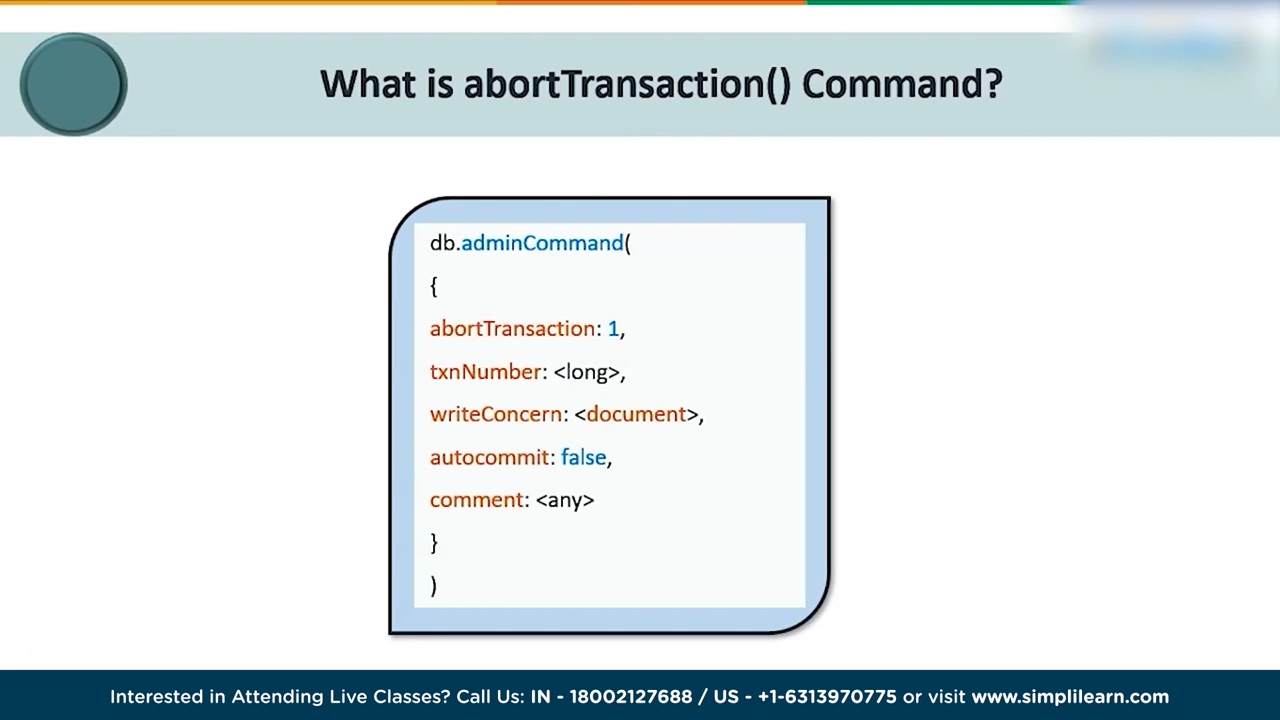 What is abortTransaction() Command?
db.adminCommand(
{
abortTransaction: 1,
txnNumber: <long>,
writeConcern: <document>,
autocommit: false,
comment: <any>
}
)
Interested in Attending Live Classes? Call Us: IN - 18002127688 / US - +1-6313970775 or visit www.simplilearn.com